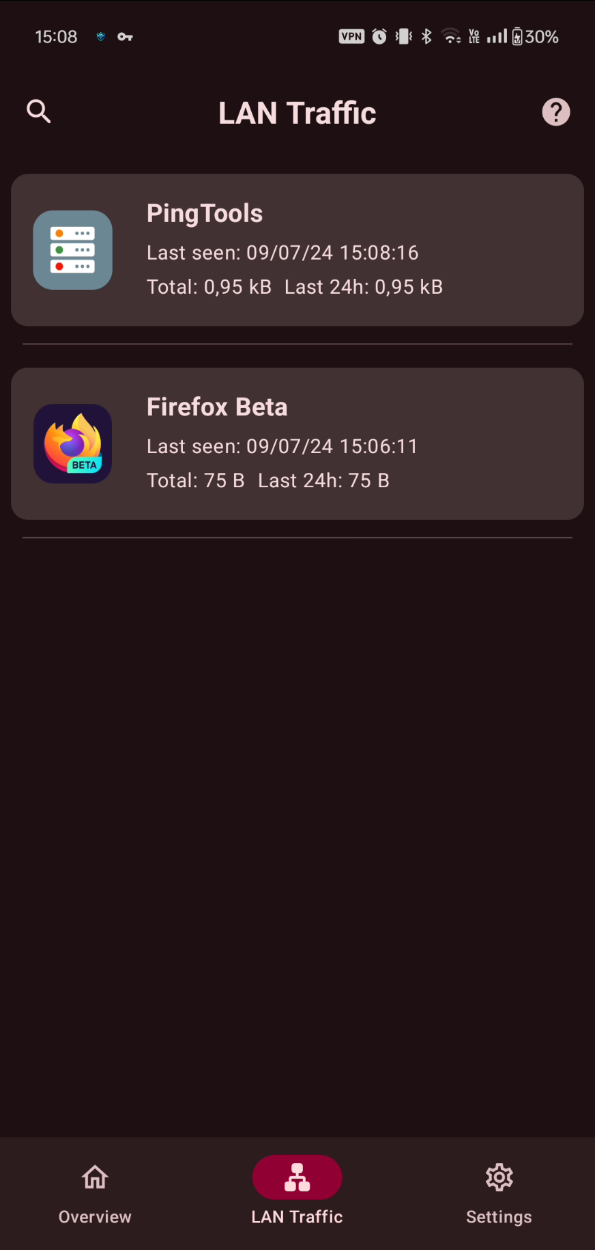 15:08 VPN Vo LTE 30%
LAN Traffic
PingTools
Last seen: 09/07/24 15:08:16
Total: 0,95 kB Last 24h: 0,95 kB
Firefox Beta
BETA
Last seen: 09/07/24 15:06:11
Total: 75 B Last 24h: 75 B
Overview
LAN Traffic
Settings